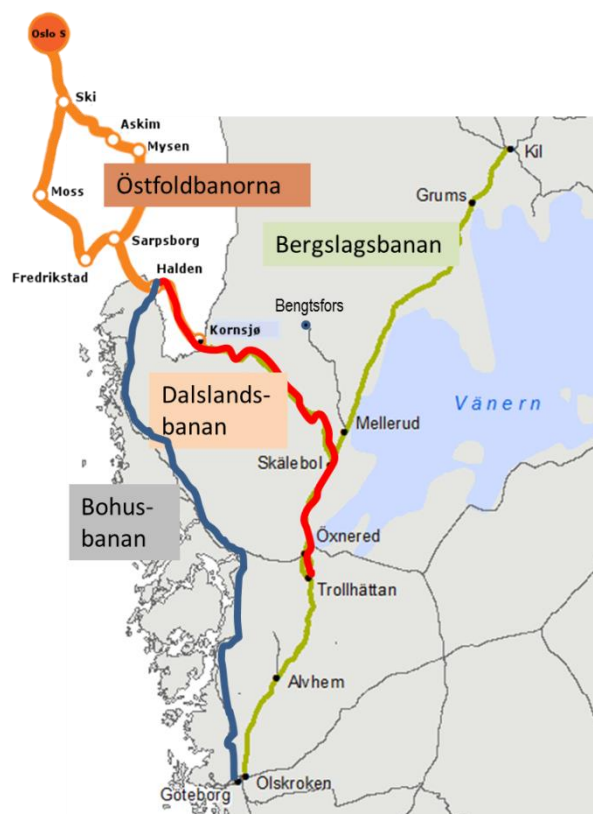 Oslo S
Ski
Askim
Mysen
Östfoldbanorna
Moss
Sarpsborg
Fredrikstad
Halden
Kil
Grums
Bergslagsbanan
Bengtsfors
Kornsjø
Dalslands-
banan
Vänern
Mellerud
Skälebol
Bohus-
banan
Öxnered
Trollhättan
Alvhem
Göteborg
Olskroken